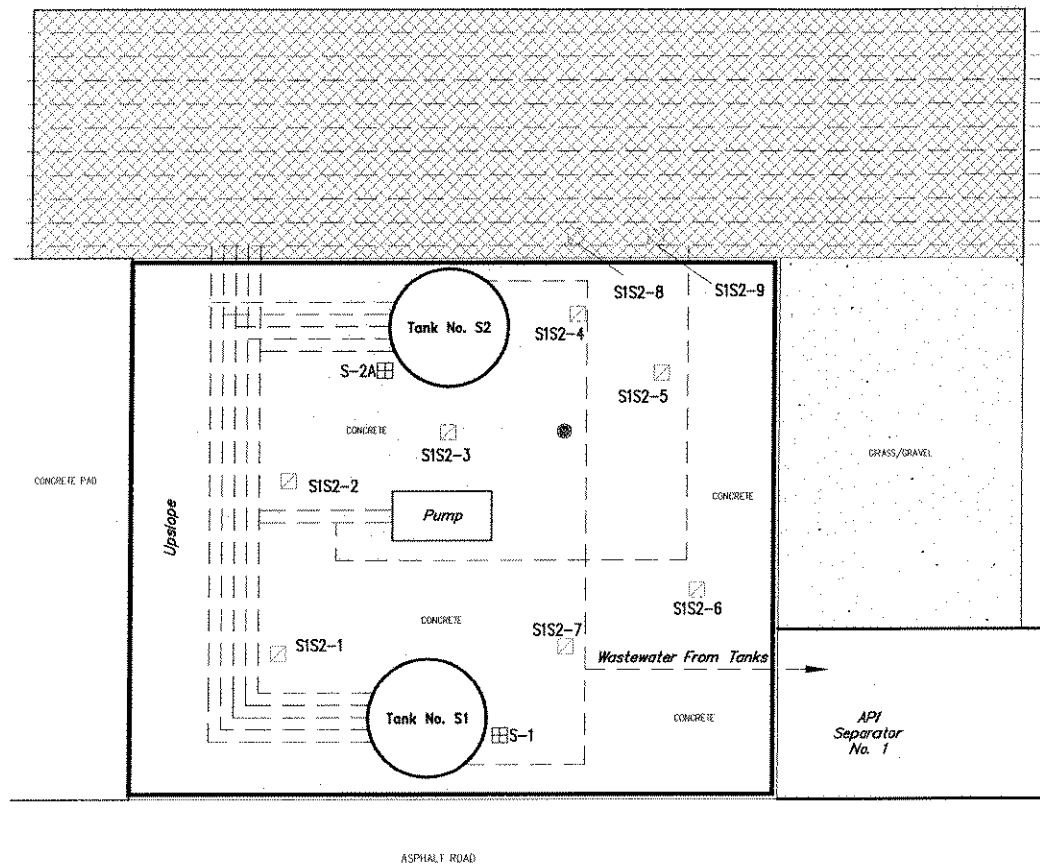 S1S2-8
S1S2-9
Tank No. S2
S1S2-4
S-2A
S1S2-5
CONCRETE
S1S2-3
GRASS/GRAVEL
CONCRETE PAD
S1S2-2
CONCRETE
Pump
Upslope
S1S2-6
CONCRETE
S1S2-7
S1S2-1
Wastewater From Tanks
Tank No. S1
S-1
CONCRETE
API
Separator
No. 1
ASPHALT ROAD